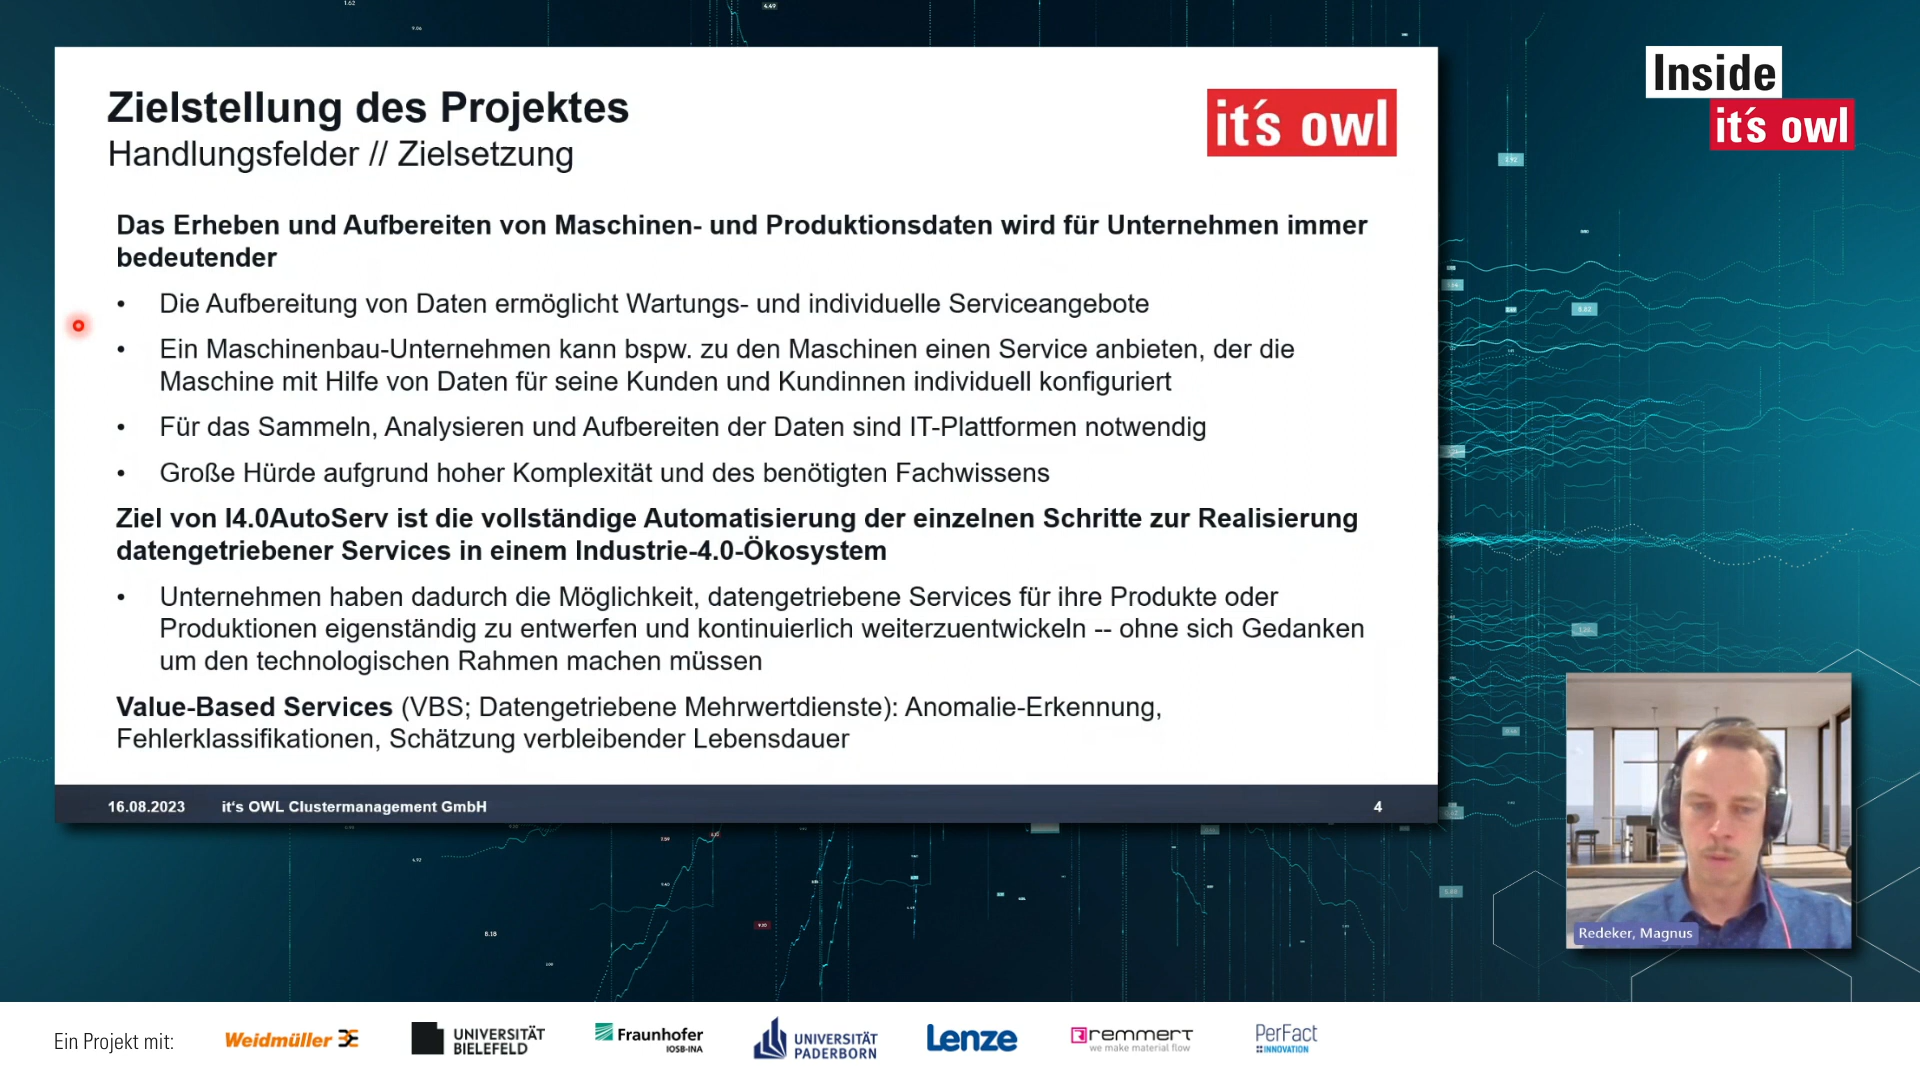 Zielstellung des Projektes
Handlungsfelder // Zielsetzung
it's owl
Inside
it's owl
Das Erheben und Aufbereiten von Maschinen- und Produktionsdaten wird für Unternehmen immer
bedeutender
• Die Aufbereitung von Daten ermöglicht Wartungs- und individuelle Serviceangebote
• Ein Maschinenbau-Unternehmen kann bspw. zu den Maschinen einen Service anbieten, der die
Maschine mit Hilfe von Daten für seine Kunden und Kundinnen individuell konfiguriert
• Für das Sammeln, Analysieren und Aufbereiten der Daten sind IT-Plattformen notwendig
• Große Hürde aufgrund hoher Komplexität und des benötigten Fachwissens
Ziel von I4.0AutoServ ist die vollständige Automatisierung der einzelnen Schritte zur Realisierung
datengetriebener Services in einem Industrie-4.0-Ökosystem
• Unternehmen haben dadurch die Möglichkeit, datengetriebene Services für ihre Produkte oder
Produktionen eigenständig zu entwerfen und kontinuierlich weiterzuentwickeln -- ohne sich Gedanken
um den technologischen Rahmen machen müssen
Value-Based Services (VBS; Datengetriebene Mehrwertdienste): Anomalie-Erkennung,
Fehlerklassifikationen, Schätzung verbleibender Lebensdauer
16.08.2023 it's OWL Clustermanagement GmbH 4
Redeker, Magnus
Ein Projekt mit:
Weidmüller
UNIVERSITÄT
BIELEFELD
Fraunhofer
IOSB-INA
UNIVERSITÄT
PADERBORN
Lenze
remmert
we make material flow
PerFact
INNOVATION